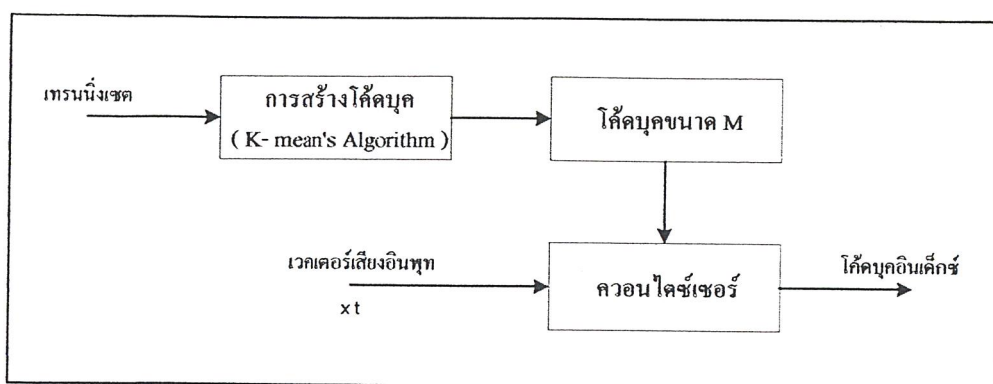 เทรนนิ่งเซต
การสร้างโค้ดบุค
( K- mean's Algorithm )
โค้ดบุคขนาด M
เวคเตอร์เสียงอินพุท
x t
ควอนไตซ์เซอร์
โค้ดบุคอินเด็กซ์